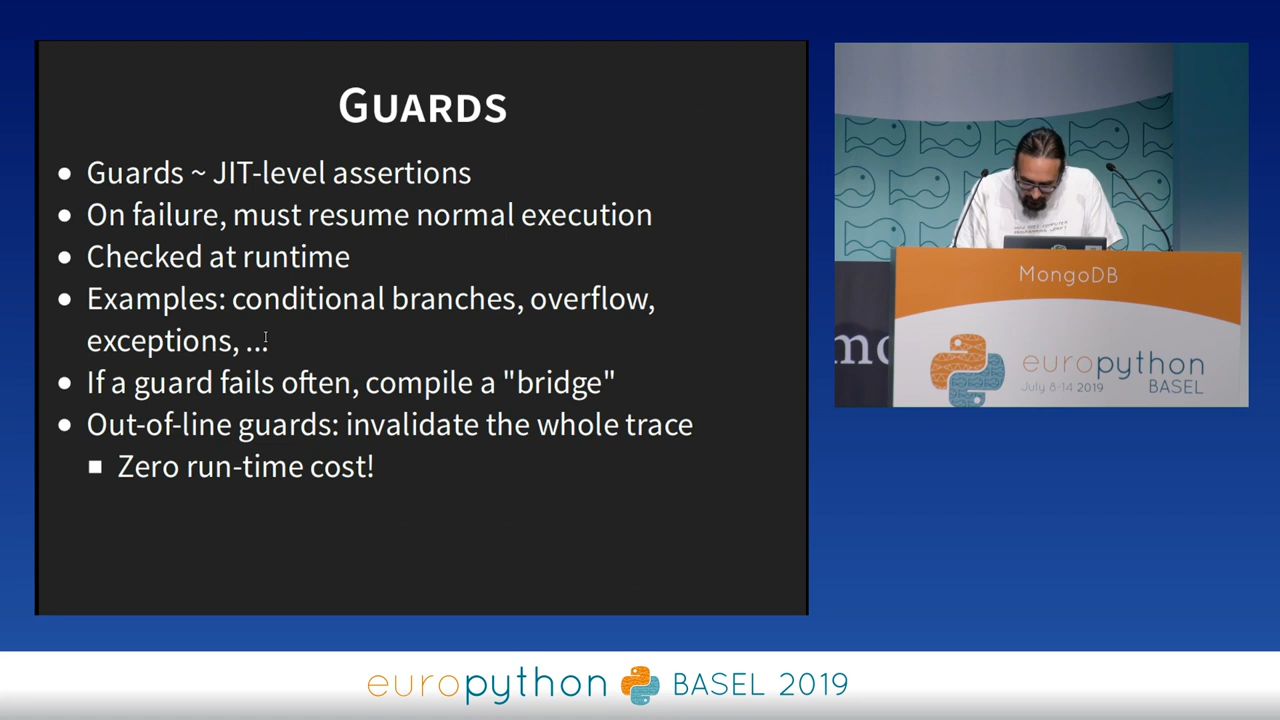 GUARDS
● Guards ~ JIT-level assertions
● On failure, must resume normal execution
● Checked at runtime
● Examples: conditional branches, overflow,
exceptions, ...
● If a guard fails often, compile a "bridge"
● Out-of-line guards: invalidate the whole trace
■ Zero run-time cost!
MongoDB
europython
July 8-14 2019 BASEL
europython BASEL 2019